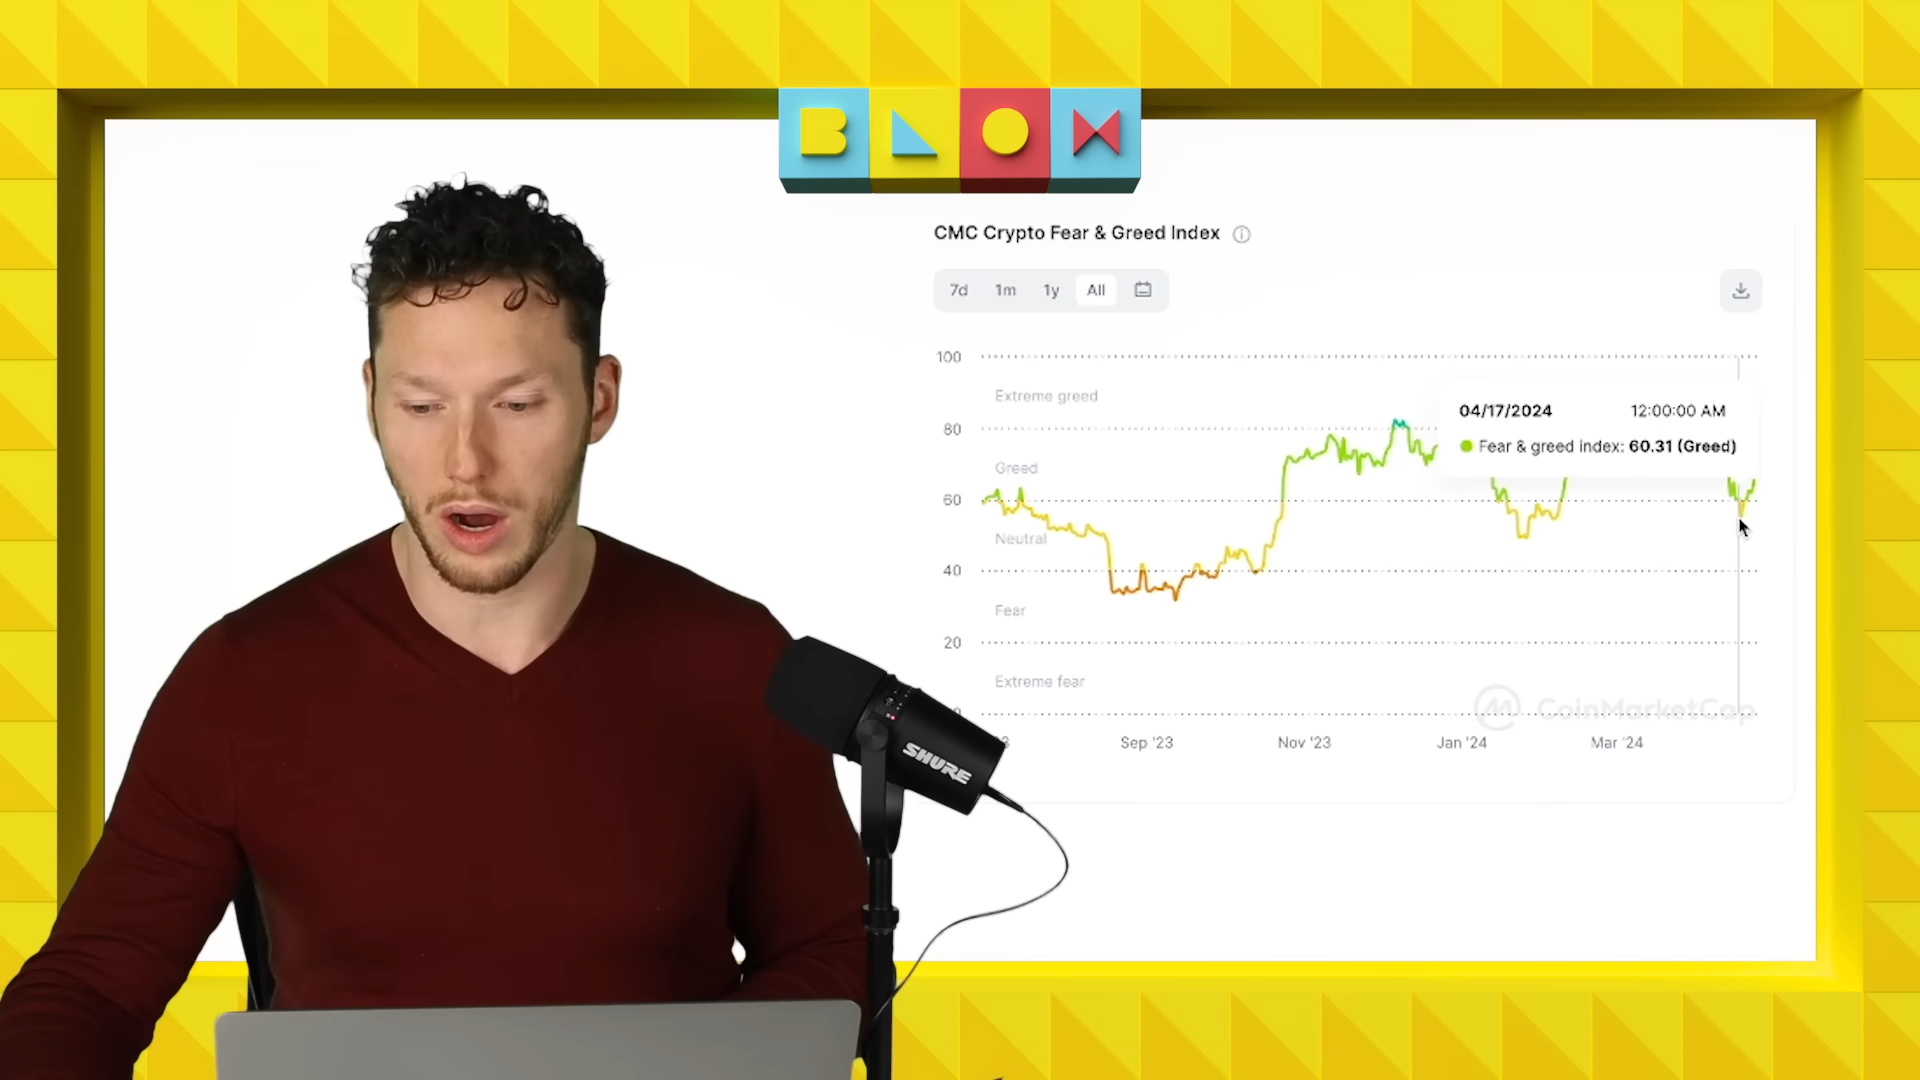 BLOX
CMC Crypto Fear & Greed Index
7d 1m 1y All
100
Extreme greed
04/17/2024 12:00:00 AM
80
Fear & greed index: 60.31 (Greed)
Greed
60
Neutral
40
Fear
20
Extreme fear
CoinMarketCap
Sep '23 Nov '23 Jan '24 Mar '24
SHURE